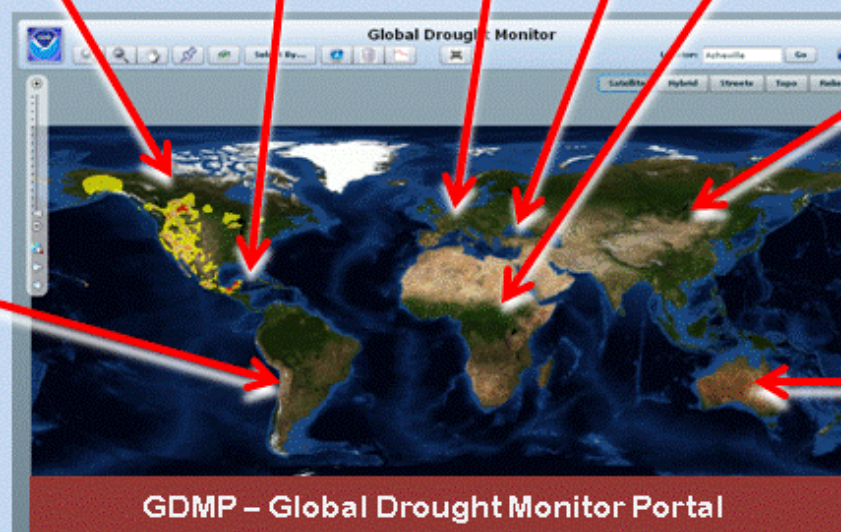 Global Drought Monitor
Select By...
Location: Asheville Go
Satellite Hybrid Streets Topo
GDMP – Global Drought Monitor Portal